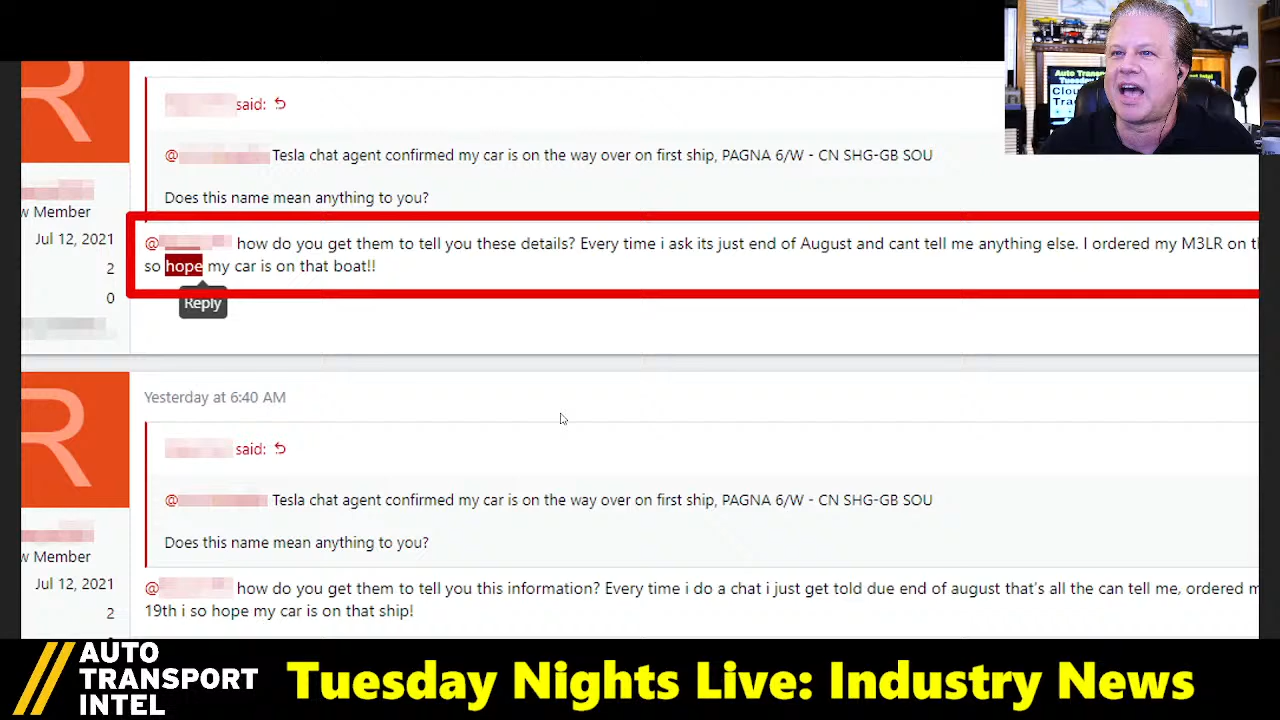 Auto Trans
Tuesday
Clou
Tra
R
said:
@ Tesla chat agent confirmed my car is on the way over on first ship, PAGNA 6/W - CN SHG-GB SOU
Does this name mean anything to you?
w Member
Jul 12, 2021
2
0
@ how do you get them to tell you these details? Every time i ask its just end of August and cant tell me anything else. I ordered my M3LR on th
so hope my car is on that boat!!
Reply
R
Yesterday at 6:40 AM
said:
@ Tesla chat agent confirmed my car is on the way over on first ship, PAGNA 6/W - CN SHG-GB SOU
Does this name mean anything to you?
w Member
Jul 12, 2021
2
@ how do you get them to tell you this information? Every time i do a chat i just get told due end of august that's all the can tell me, ordered m
19th i so hope my car is on that ship!
AUTO
TRANSPORT
INTEL
Tuesday Nights Live: Industry News